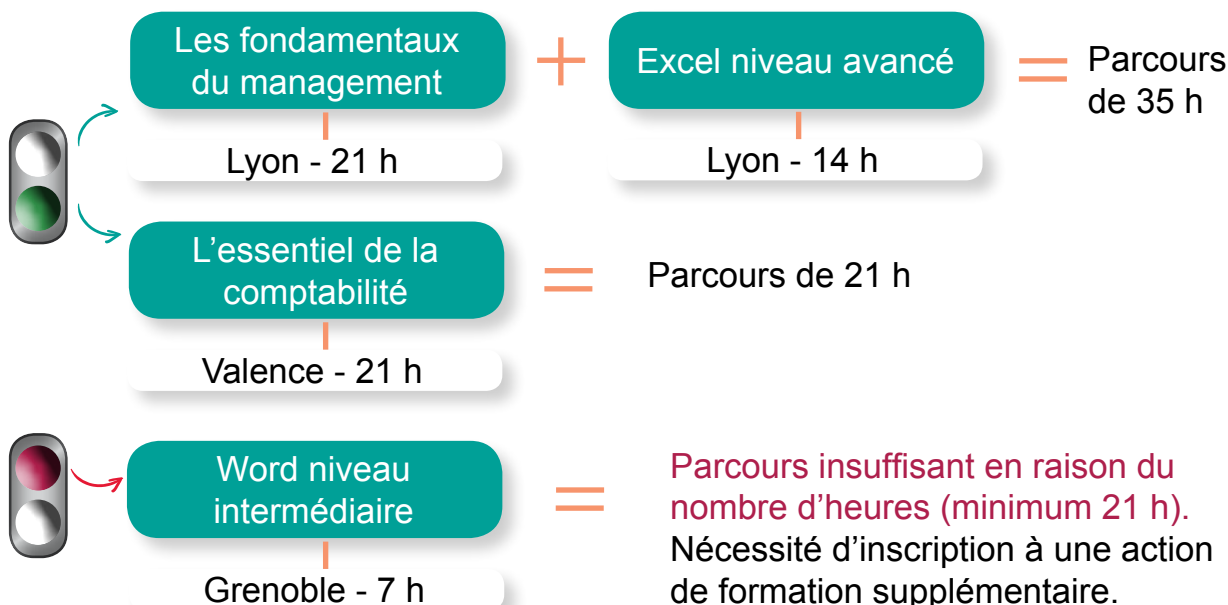 Les fondamentaux
du management
+
Excel niveau avancé
=
Parcours
de 35 h
Lyon - 21 h
Lyon - 14 h
L’essentiel de la
comptabilité
=
Parcours de 21 h
Valence - 21 h
Word niveau
intermédiaire
=
Parcours insuffisant en raison du
nombre d’heures (minimum 21 h).
Nécessité d’inscription à une action
de formation supplémentaire.
Grenoble - 7 h